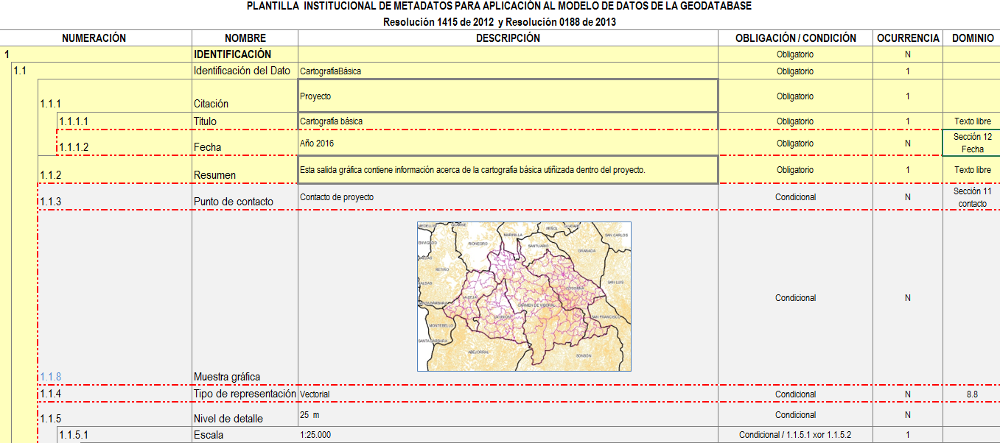 PLANTILLA INSTITUCIONAL DE METADATOS PARA APLICACIÓN AL MODELO DE DATOS DE LA GEODATABASE
Resolución 1415 de 2012 y Resolución 0188 de 2013
NUMERACIÓN NOMBRE DESCRIPCIÓN OBLIGACIÓN / CONDICIÓN OCURRENCIA DOMINIO
1 IDENTIFICACIÓN Obligatorio N
1.1 Identificación del Dato CartografiaBásica Obligatorio 1
1.1.1 Citación Proyecto Obligatorio 1
1.1.1.1 Título Cartografía básica Obligatorio 1 Texto libre
1.1.1.2 Fecha Año 2016 Obligatorio N Sección 12
Fecha
1.1.2 Resumen Esta salida gráfica contiene información acerca de la cartografía básica utiñizada dentro del proyecto. Obligatorio 1 Texto libre
1.1.3 Punto de contacto Contacto de proyecto Condicional N Sección 11
contacto
MEDELLIN GUARNE PEÑOL GUATAPE
MARINILLA SAN CARLOS
ENVIGADO RIONEGRO SANTUARIO
GRANADA
RETIRO
SAN LUIS
SANTA BARBARA CARMEN DE VIBORAL
SAN FRANCISCO
MONTEBELLO
SANTA BARBARA
ABEJORRAL SONSON
Condicional N
1.1.8 Muestra gráfica
1.1.4 Tipo de representación Vectorial Condicional N 8.8
1.1.5 Nivel de detalle 25 m Condicional N
1.1.5.1 Escala 1:25.000 Condicional / 1.1.5.1 xor 1.1.5.2 1